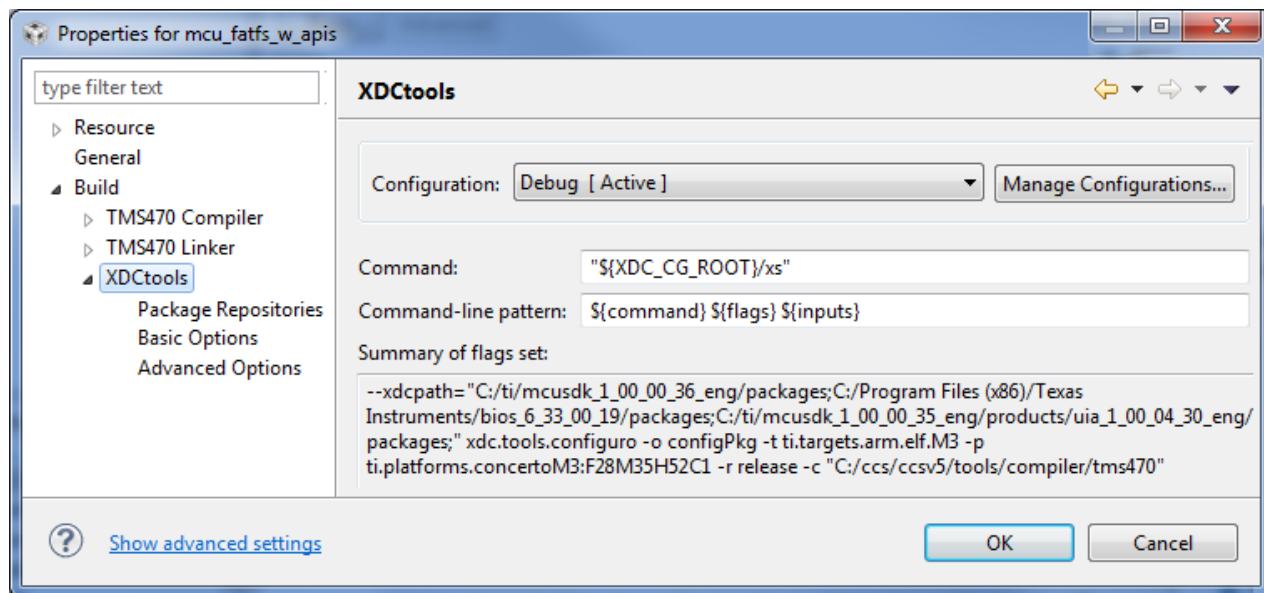 Properties for mcu_fatfs_w_apis
type filter text
Resource
General
Build
TMS470 Compiler
TMS470 Linker
XDCtools
Package Repositories
Basic Options
Advanced Options
XDCtools
Configuration: Debug [ Active ] Manage Configurations...
Command: "${XDC_CG_ROOT}/xs"
Command-line pattern: ${command} ${flags} ${inputs}
Summary of flags set:
--xdcpath="C:/ti/mcusdk_1_00_00_36_eng/packages;C:/Program Files (x86)/Texas
Instruments/bios_6_33_00_19/packages;C:/ti/mcusdk_1_00_00_35_eng/products/uia_1_00_04_30_eng/
packages;" xdc.tools.configuro -o configPkg -t ti.targets.arm.elf.M3 -p
ti.platforms.concertoM3:F28M35H52C1 -r release -c "C:/ccs/ccsv5/tools/compiler/tms470"
? Show advanced settings OK Cancel